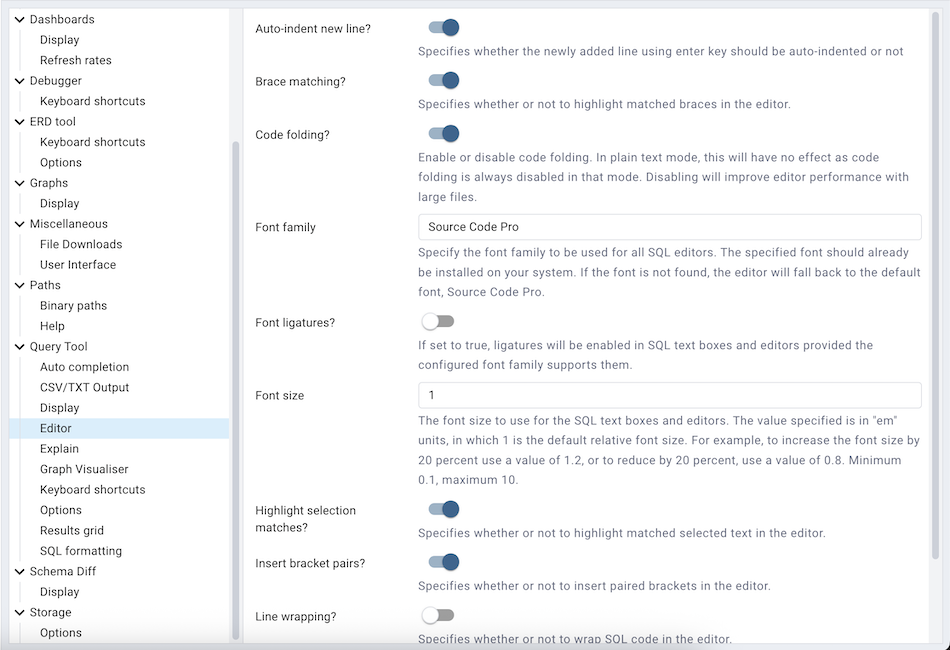 Dashboards
Display
Refresh rates
Debugger
Keyboard shortcuts
ERD tool
Keyboard shortcuts
Options
Graphs
Display
Miscellaneous
File Downloads
User Interface
Paths
Binary paths
Help
Query Tool
Auto completion
CSV/TXT Output
Display
Editor
Explain
Graph Visualiser
Keyboard shortcuts
Options
Results grid
SQL formatting
Schema Diff
Display
Storage
Options
Auto-indent new line?
Specifies whether the newly added line using enter key should be auto-indented or not
Brace matching?
Specifies whether or not to highlight matched braces in the editor.
Code folding?
Enable or disable code folding. In plain text mode, this will have no effect as code
folding is always disabled in that mode. Disabling will improve editor performance with
large files.
Font family
Source Code Pro
Specify the font family to be used for all SQL editors. The specified font should already
be installed on your system. If the font is not found, the editor will fall back to the default
font, Source Code Pro.
Font ligatures?
If set to true, ligatures will be enabled in SQL text boxes and editors provided the
configured font family supports them.
Font size
1
The font size to use for the SQL text boxes and editors. The value specified is in "em"
units, in which 1 is the default relative font size. For example, to increase the font size by
20 percent use a value of 1.2, or to reduce by 20 percent, use a value of 0.8. Minimum
0.1, maximum 10.
Highlight selection
matches?
Specifies whether or not to highlight matched selected text in the editor.
Insert bracket pairs?
Specifies whether or not to insert paired brackets in the editor.
Line wrapping?
Specifies whether or not to wrap SQL code in the editor.